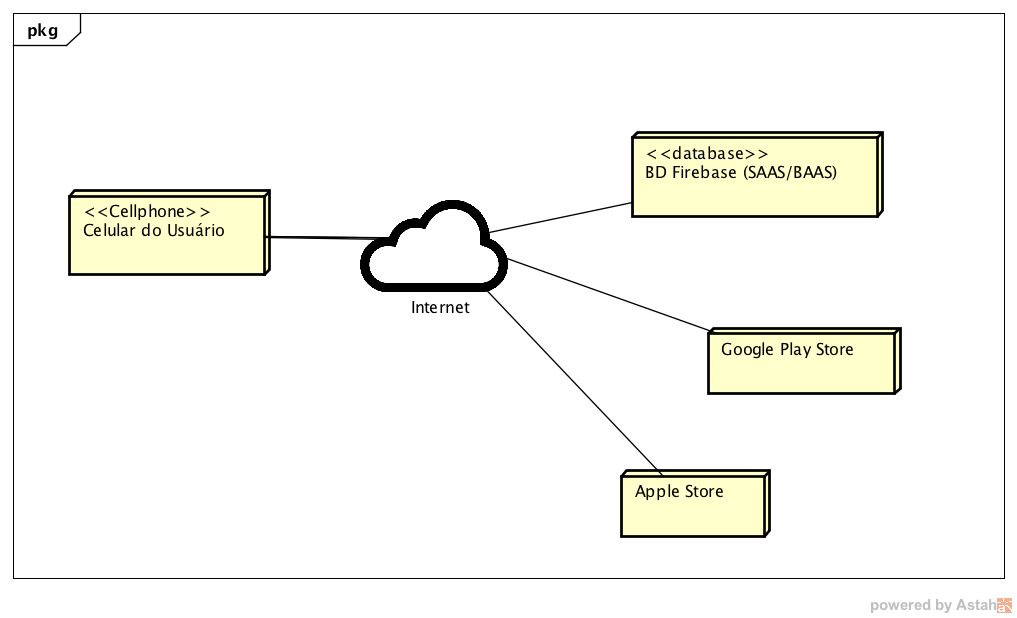 pkg
<<database>>
BD Firebase (SAAS/BAAS)
<<Cellphone>>
Celular do Usuário
Internet
Google Play Store
Apple Store
powered by Astah